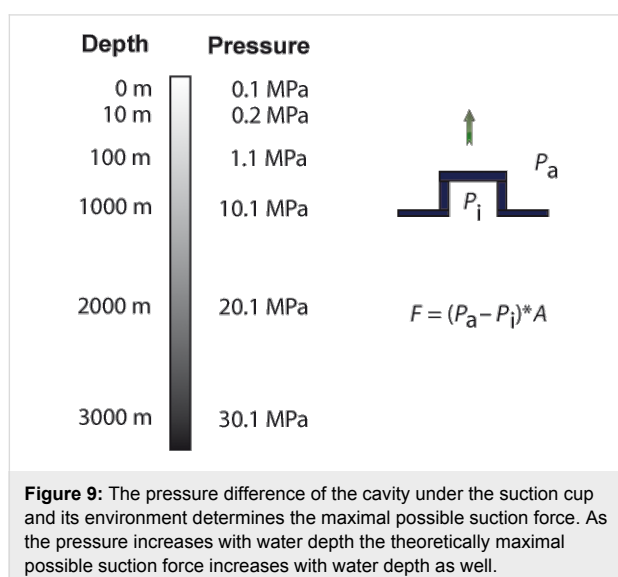 Depth Pressure
0 m 0.1 MPa
10 m 0.2 MPa
100 m 1.1 MPa
1000 m 10.1 MPa
2000 m 20.1 MPa
3000 m 30.1 MPa
Pa
Pi
F = (Pa – Pi)*A
Figure 9: The pressure difference of the cavity under the suction cup
and its environment determines the maximal possible suction force. As
the pressure increases with water depth the theoretically maximal
possible suction force increases with water depth as well.